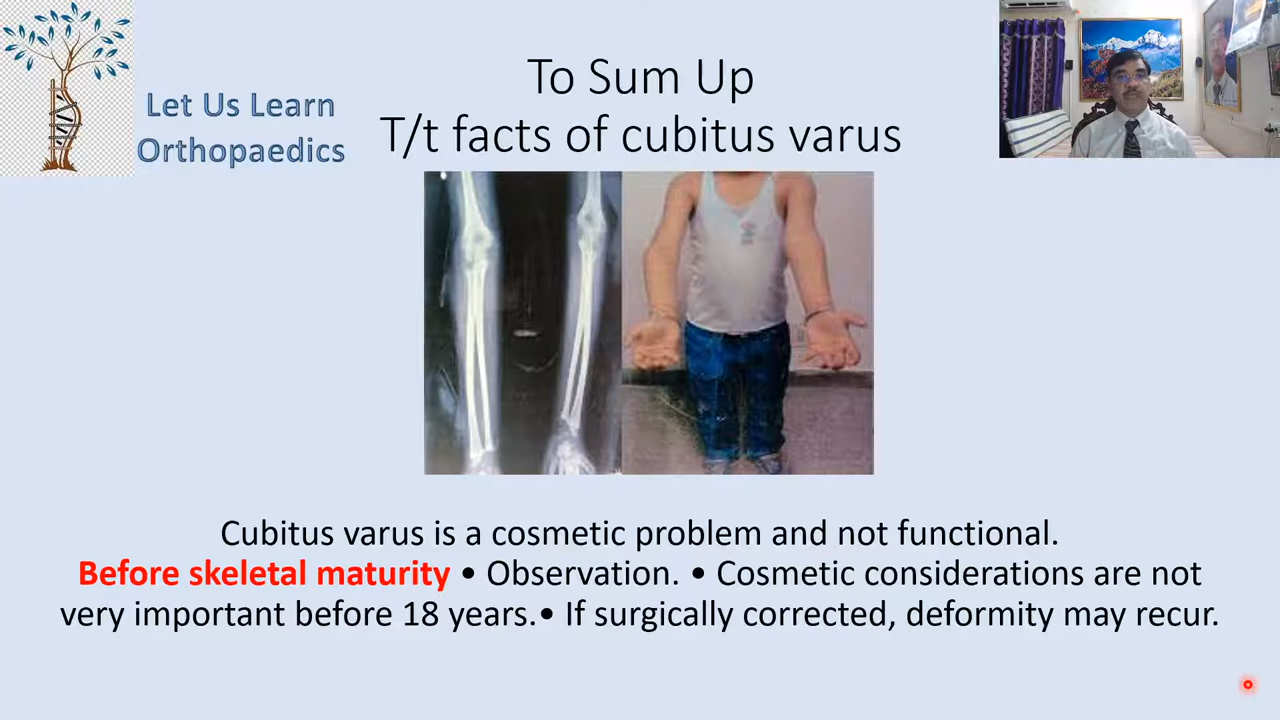 Let Us Learn
Orthopaedics
To Sum Up
T/t facts of cubitus varus
Cubitus varus is a cosmetic problem and not functional.
Before skeletal maturity • Observation. • Cosmetic considerations are not
very important before 18 years.• If surgically corrected, deformity may recur.